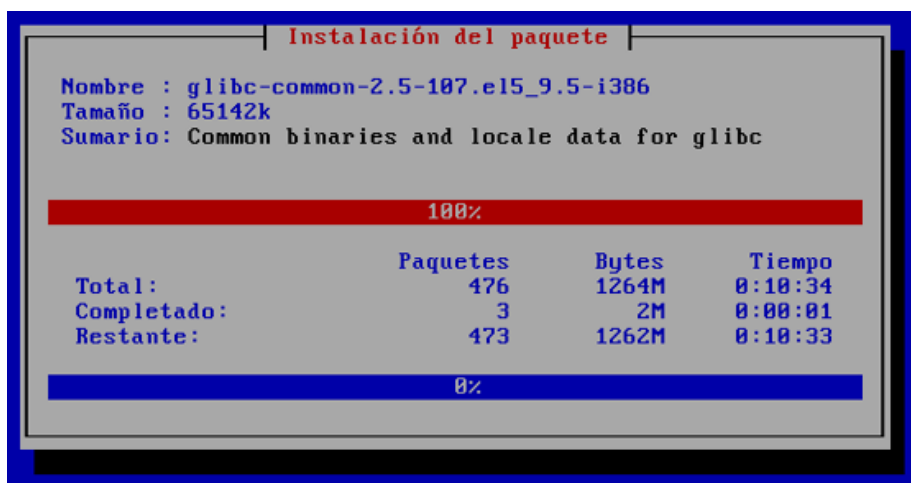 Instalación del paquete
Nombre : glibc-common-2.5-107.el5_9.5-i386
Tamaño : 65142k
Sumario: Common binaries and locale data for glibc
100%
Paquetes Bytes Tiempo
Total: 476 1264M 0:10:34
Completado: 3 2M 0:00:01
Restante: 473 1262M 0:10:33
0%